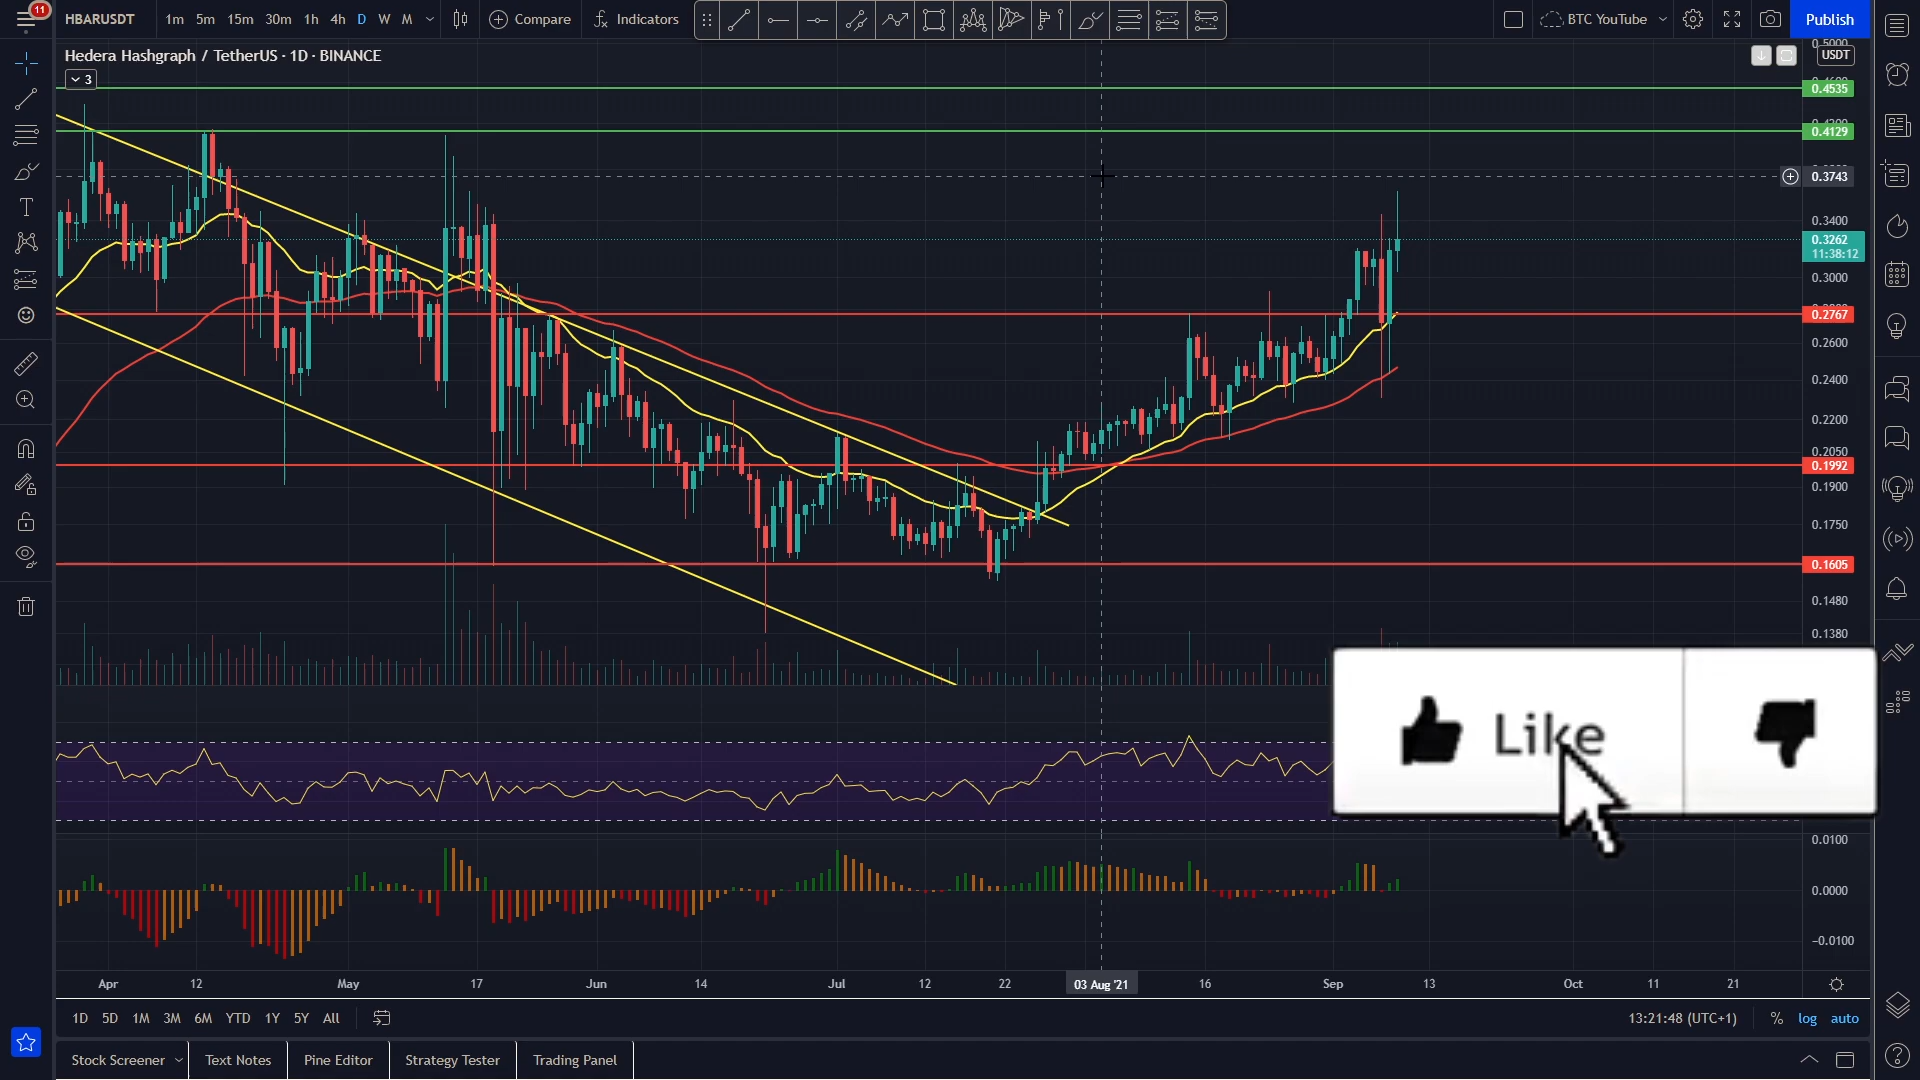 11
HBARUSDT
1m 5m 15m 30m 1h 4h D W M
Compare
Indicators
BTC YouTube
Publish
Hedera Hashgraph / TetherUS · 1D · BINANCE
3
USDT
0.4535
0.4129
0.3743
0.3400
0.3262
11:38:12
0.3000
0.2767
0.2600
0.2400
0.2200
0.2050
0.1992
0.1900
0.1750
0.1605
0.1480
0.1380
Like
0.0100
0.0000
−0.0100
Apr 12 May 17 Jun 14 Jul 12 22 03 Aug '21 16 Sep 13 Oct 11 21
1D 5D 1M 3M 6M YTD 1Y 5Y All
13:21:48 (UTC+1) % log auto
Stock Screener Text Notes Pine Editor Strategy Tester Trading Panel